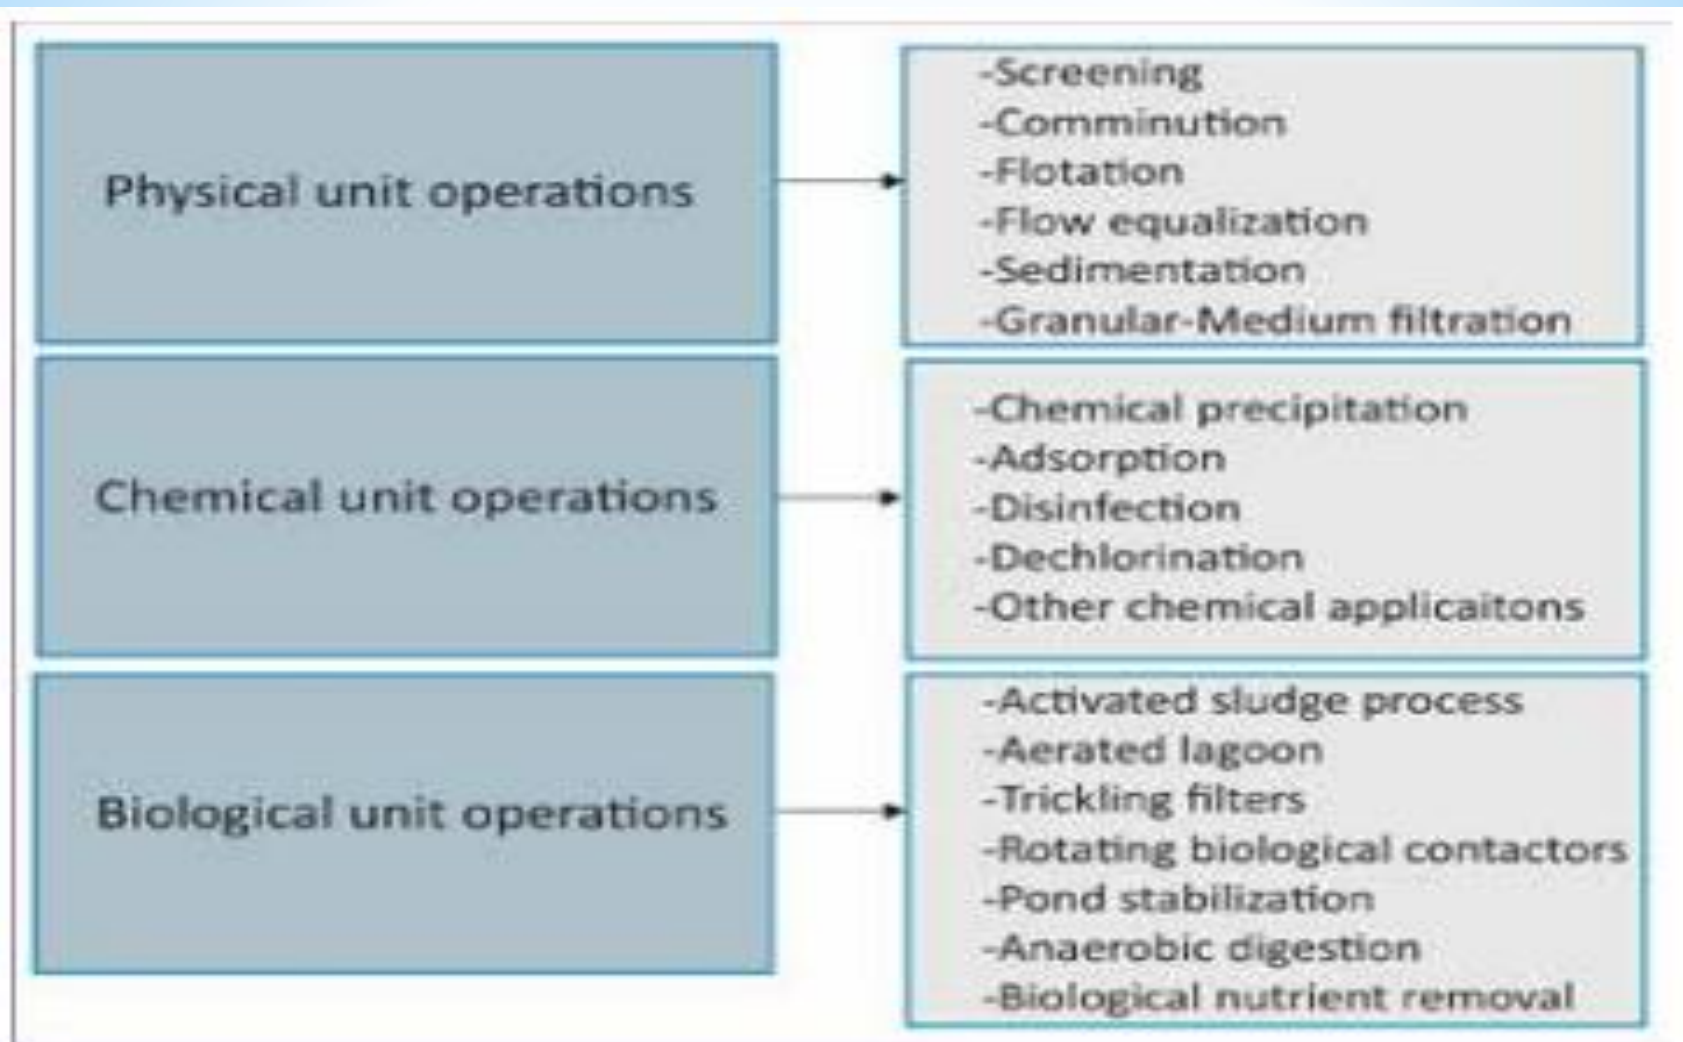 Physical unit operations
-Screening
-Comminution
-Flotation
-Flow equalization
-Sedimentation
-Granular-Medium filtration
Chemical unit operations
-Chemical precipitation
-Adsorption
-Disinfection
-Dechlorination
-Other chemical applicaitons
Biological unit operations
-Activated sludge process
-Aerated lagoon
-Trickling filters
-Rotating biological contactors
-Pond stabilization
-Anaerobic digestion
-Biological nutrient removal